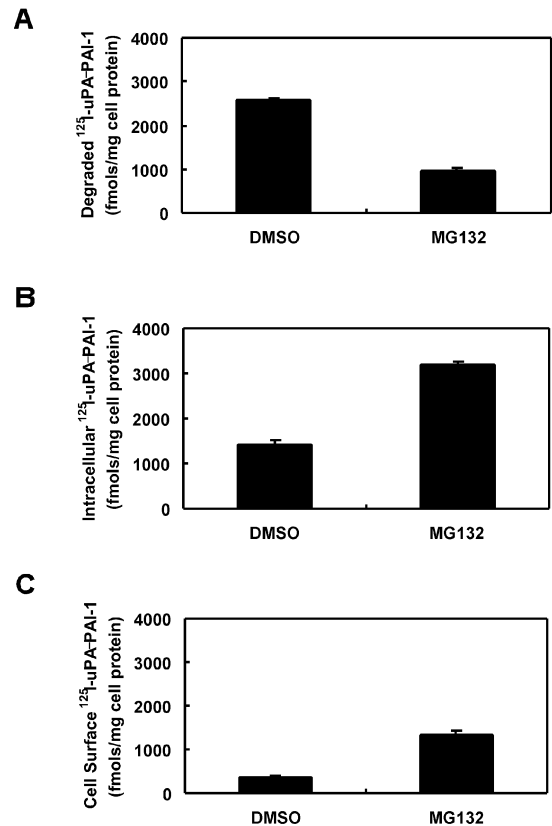 A
Degraded 125I-uPA-PAI-1
(fmols/mg cell protein)
4000
3000
2000
1000
0
DMSO MG132
B
Intracellular 125I-uPA-PAI-1
(fmols/mg cell protein)
4000
3000
2000
1000
0
DMSO MG132
C
Cell Surface 125I-uPA-PAI-1
(fmols/mg cell protein)
4000
3000
2000
1000
0
DMSO MG132